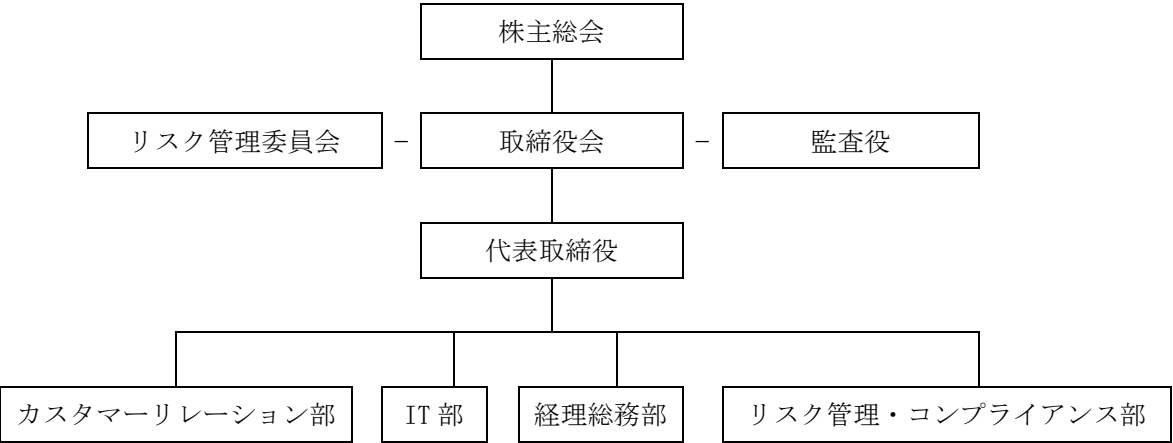 株主総会
リスク管理委員会 － 取締役会 － 監査役
代表取締役
カスタマーリレーション部 IT 部 経理総務部 リスク管理・コンプライアンス部